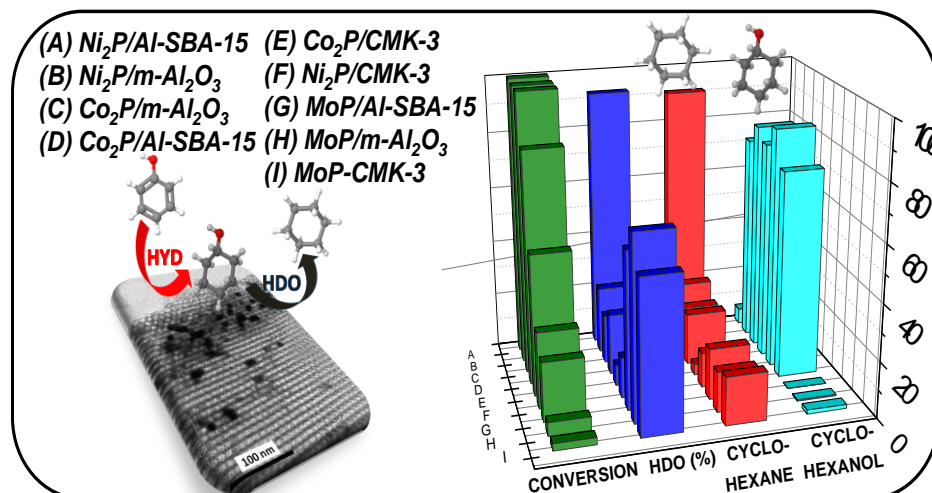 (A) Ni₂P/Al-SBA-15
(B) Ni₂P/m-Al₂O₃
(C) Co₂P/m-Al₂O₃
(D) Co₂P/Al-SBA-15
(E) Co₂P/CMK-3
(F) Ni₂P/CMK-3
(G) MoP/Al-SBA-15
(H) MoP/m-Al₂O₃
(I) MoP-CMK-3
HYD
HDO
100 nm
A
B
C
D
E
F
G
H
I
CONVERSION
HDO (%)
CYCLO-
HEXANE
CYCLO-
HEXANOL
0
20
40
60
80